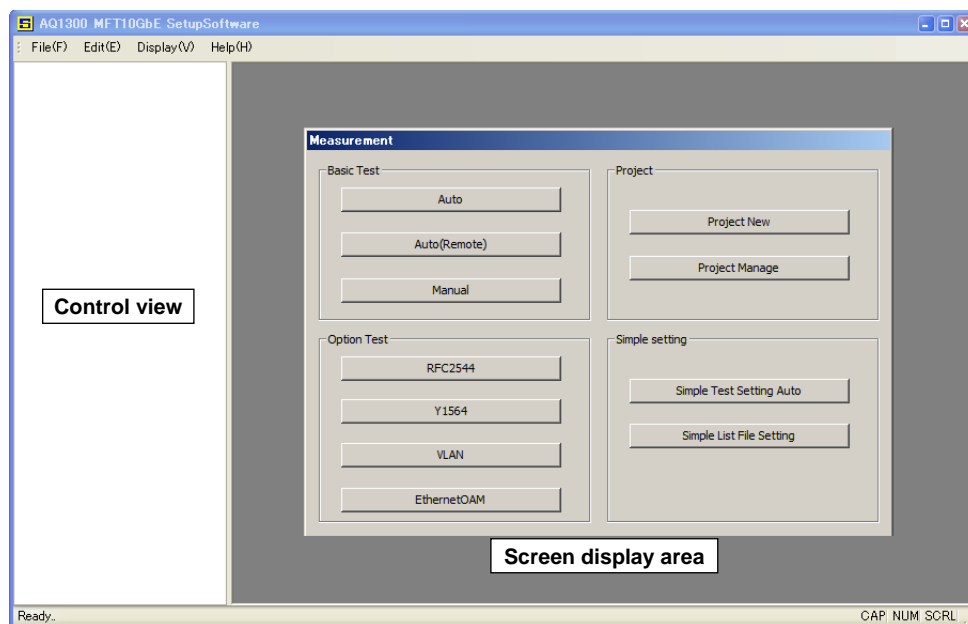 AQ1300 MFT10GbE SetupSoftware
File(F) Edit(E) Display(V) Help(H)
Control view
Measurement
Basic Test
Auto
Auto(Remote)
Manual
Project
Project New
Project Manage
Option Test
RFC2544
Y1564
VLAN
EthernetOAM
Simple setting
Simple Test Setting Auto
Simple List File Setting
Screen display area
Ready..
CAP NUM SCRL